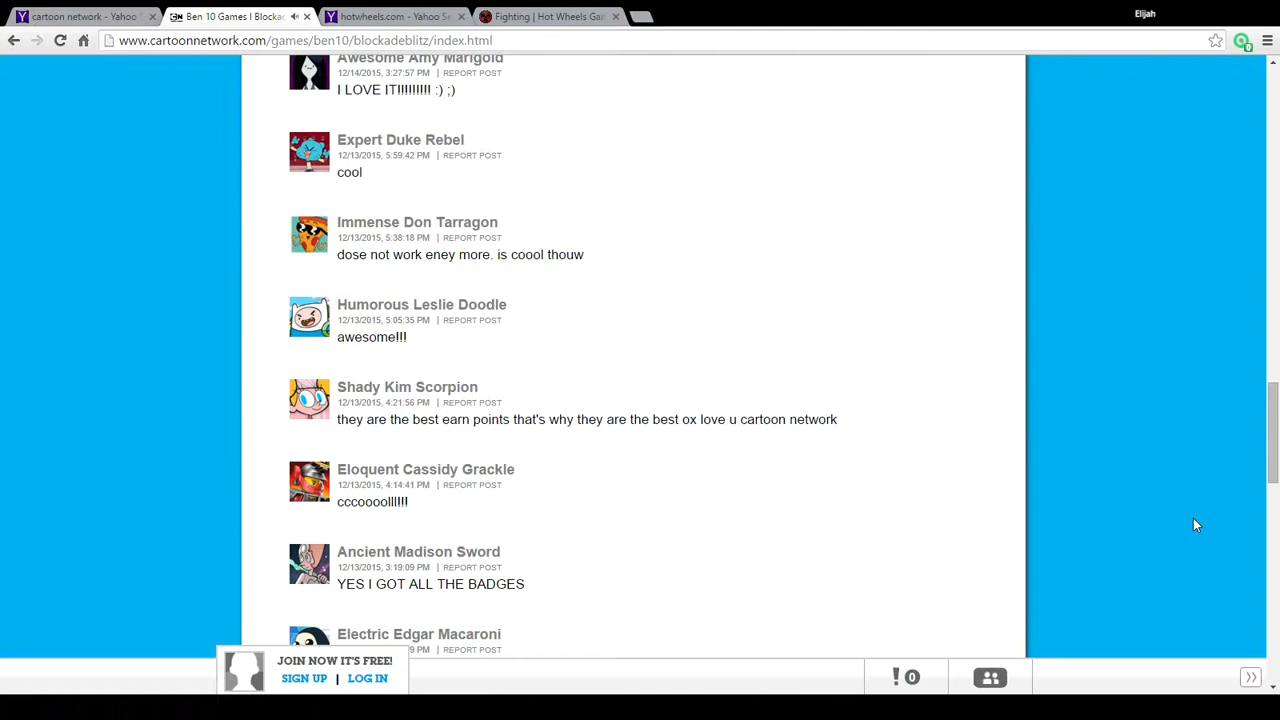 cartoon network - Yahoo
Ben 10 Games I Blockad
hotwheels.com - Yahoo Se
Fighting | Hot Wheels Gam
Elijah
www.cartoonnetwork.com/games/ben10/blockadeblitz/index.html
0
Awesome Amy Marigold
12/14/2015, 3:27:57 PM | REPORT POST
I LOVE IT!!!!!!!!! :) ;)
Expert Duke Rebel
12/13/2015, 5:59:42 PM | REPORT POST
cool
Immense Don Tarragon
12/13/2015, 5:38:18 PM | REPORT POST
dose not work eney more. is coool thouw
Humorous Leslie Doodle
12/13/2015, 5:05:35 PM | REPORT POST
awesome!!!
Shady Kim Scorpion
12/13/2015, 4:21:56 PM | REPORT POST
they are the best earn points that's why they are the best ox love u cartoon network
Eloquent Cassidy Grackle
12/13/2015, 4:14:41 PM | REPORT POST
cccooolll!!!
Ancient Madison Sword
12/13/2015, 3:19:09 PM | REPORT POST
YES I GOT ALL THE BADGES
Electric Edgar Macaroni
9 PM | REPORT POST
JOIN NOW IT'S FREE!
SIGN UP | LOG IN
! 0